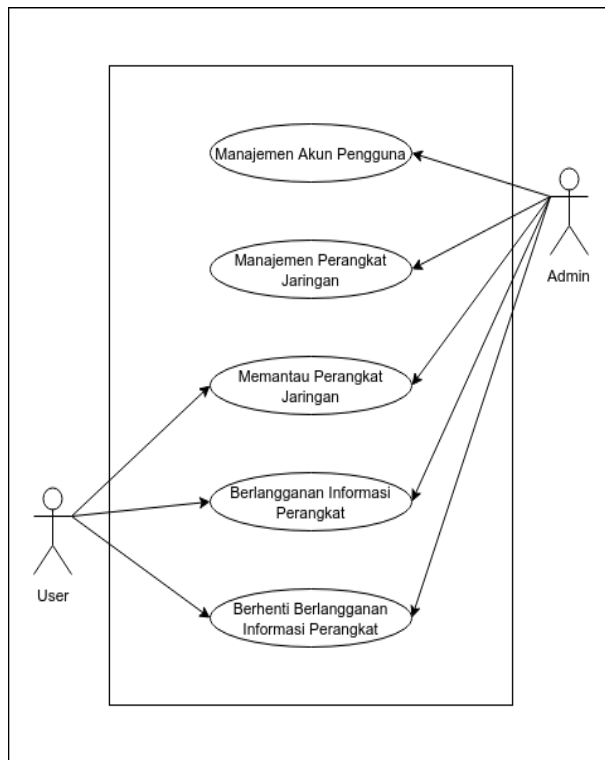 Manajemen Akun Pengguna
Manajemen Perangkat
Jaringan
Admin
Memantau Perangkat
Jaringan
Berlangganan Informasi
Perangkat
User
Berhenti Berlangganan
Informasi Perangkat